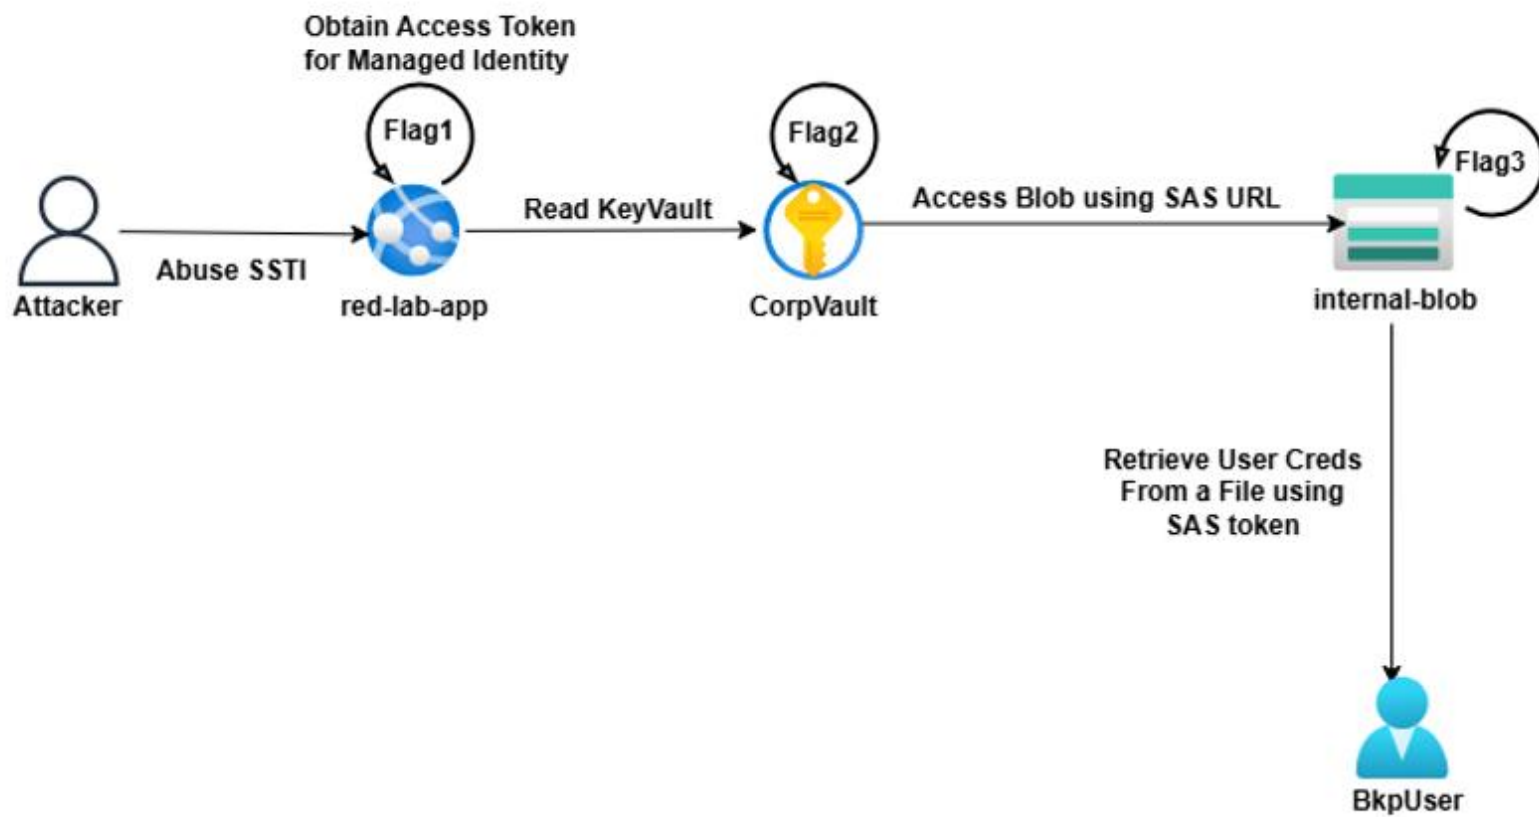 Obtain Access Token
for Managed Identity
Flag1
Flag2
Flag3
Read KeyVault
Access Blob using SAS URL
Abuse SSTI
Attacker
red-lab-app
CorpVault
internal-blob
Retrieve User Creds
From a File using
SAS token
BkpUser